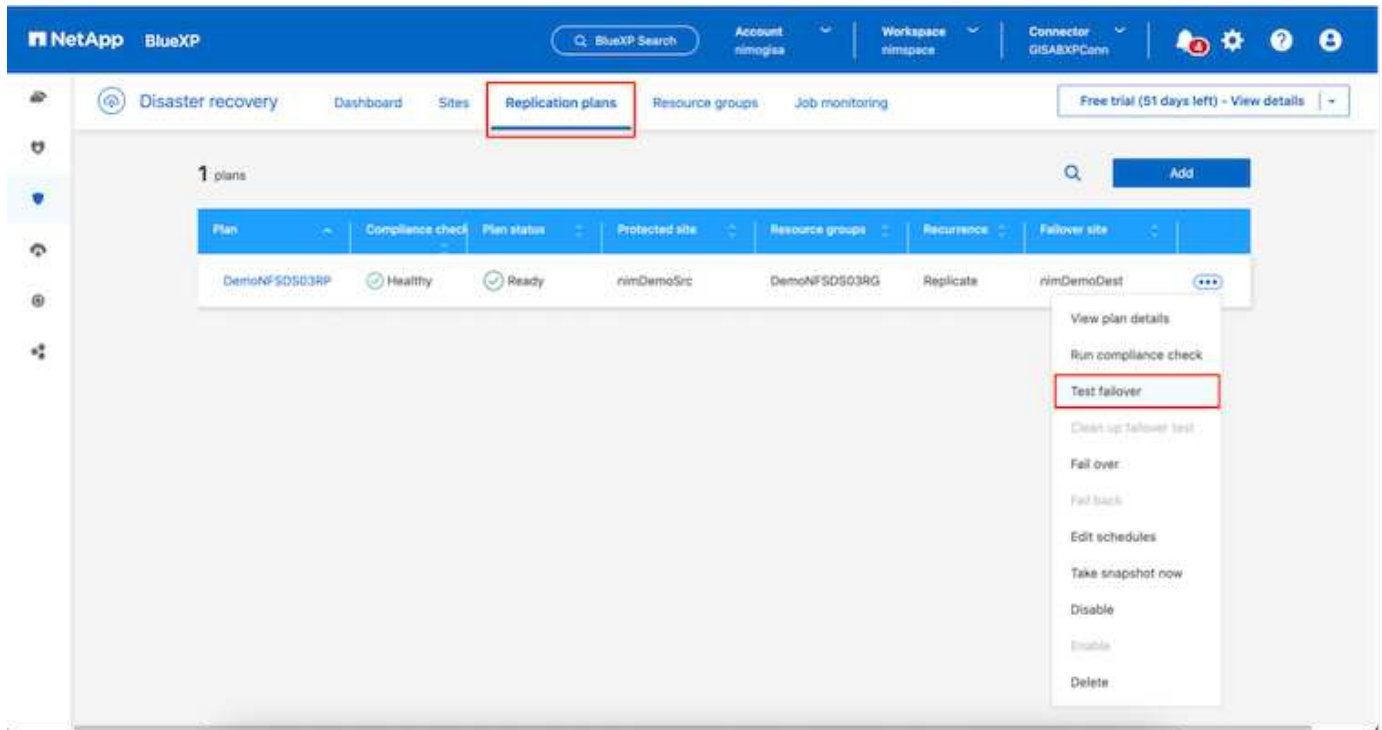 NetApp BlueXP
BlueXP Search
Account
nimogisa
Workspace
nimspace
Connector
GISABXPConn
4
Disaster recovery
Dashboard
Sites
Replication plans
Resource groups
Job monitoring
Free trial (51 days left) - View details
1 plans
Add
Plan
Compliance check
Plan status
Protected site
Resource groups
Recurrence
Failover site
DemoNFSDS03RP
Healthy
Ready
nimDemoSrc
DemoNFSDS03RG
Replicate
nimDemoDest
View plan details
Run compliance check
Test failover
Clean up failover test
Fail over
Fail back
Edit schedules
Take snapshot now
Disable
Enable
Delete